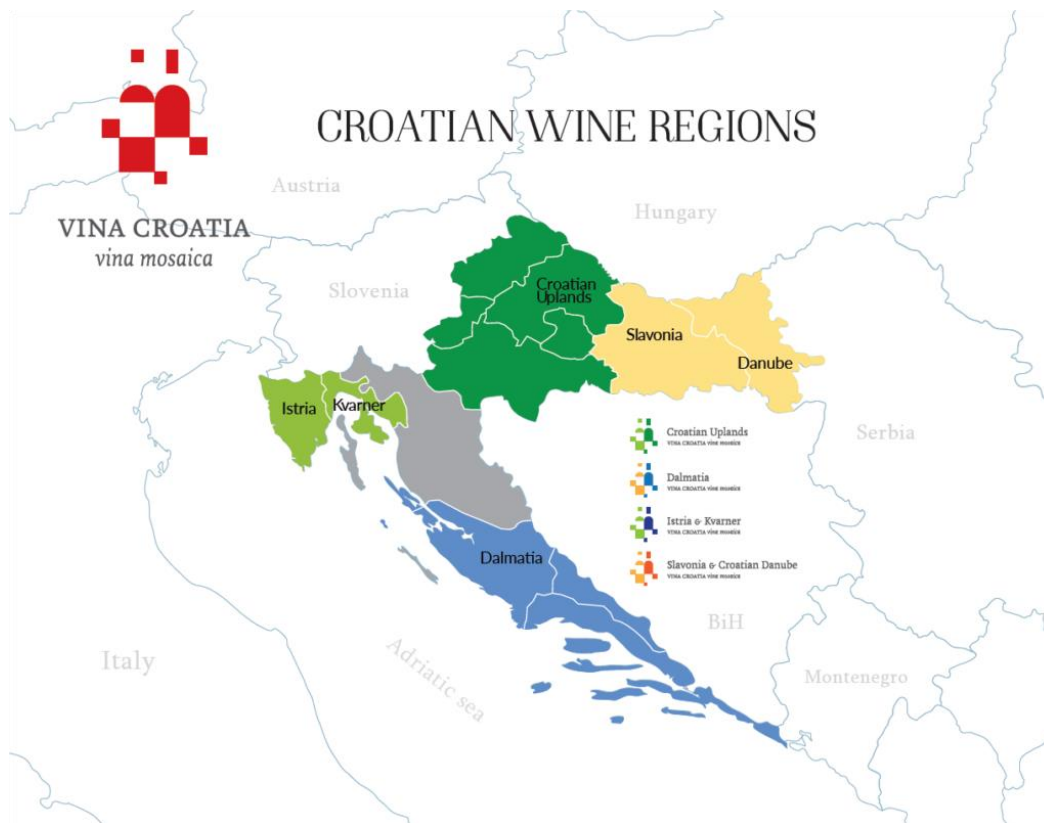 CROATIAN WINE REGIONS
VINA CROATIA
vina mosaica
Austria
Hungary
Slovenia
Croatian
Uplands
Slavonia
Danube
Istria
Kvarner
Serbia
Croatian Uplands
VINA CROATIA vina mosaica
Dalmatia
VINA CROATIA vina mosaica
Istria & Kvarner
VINA CROATIA vina mosaica
Slavonia & Croatian Danube
VINA CROATIA vina mosaica
Dalmatia
BiH
Italy
Adriatic sea
Montenegro